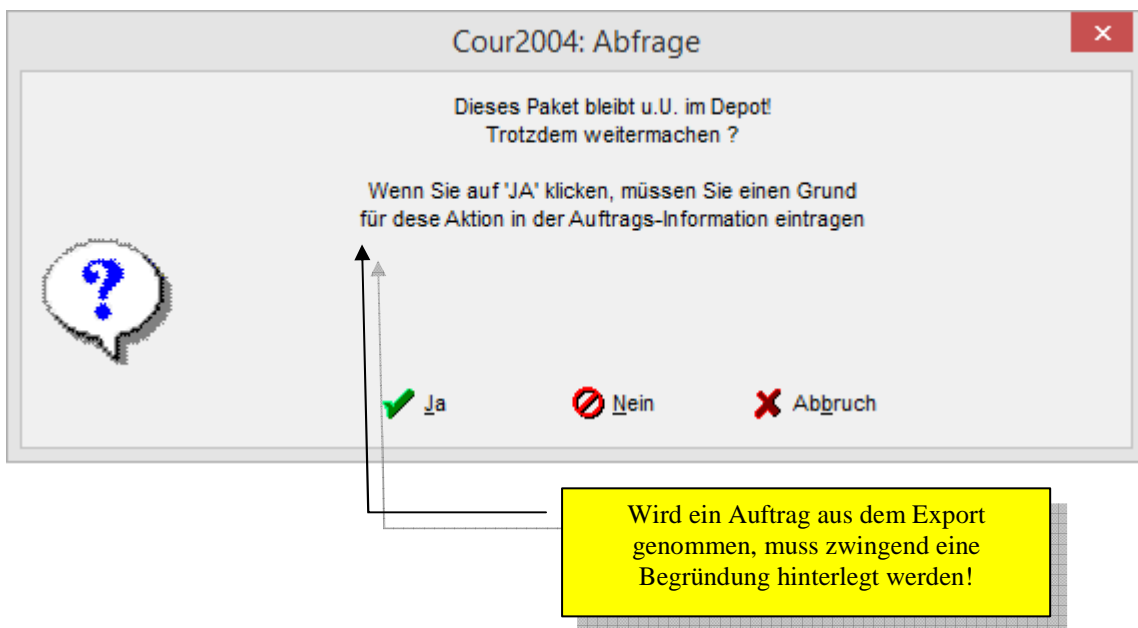 Cour2004: Abfrage
Dieses Paket bleibt u.U. im Depot!
Trotzdem weitermachen ?
Wenn Sie auf "JA" klicken, müssen Sie einen Grund
für dese Aktion in der Auftrags-Information eintragen
Ja Nein Abbruch
Wird ein Auftrag aus dem Export
genommen, muss zwingend eine
Begründung hinterlegt werden!